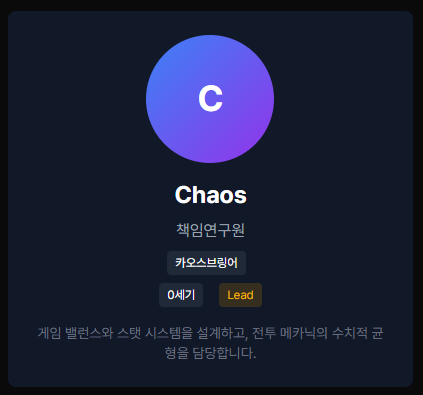 C
Chaos
책임연구원
카오스브링어
0세기
Lead
게임 밸런스와 스탯 시스템을 설계하고, 전투 메카닉의 수치적 균
형을 담당합니다.